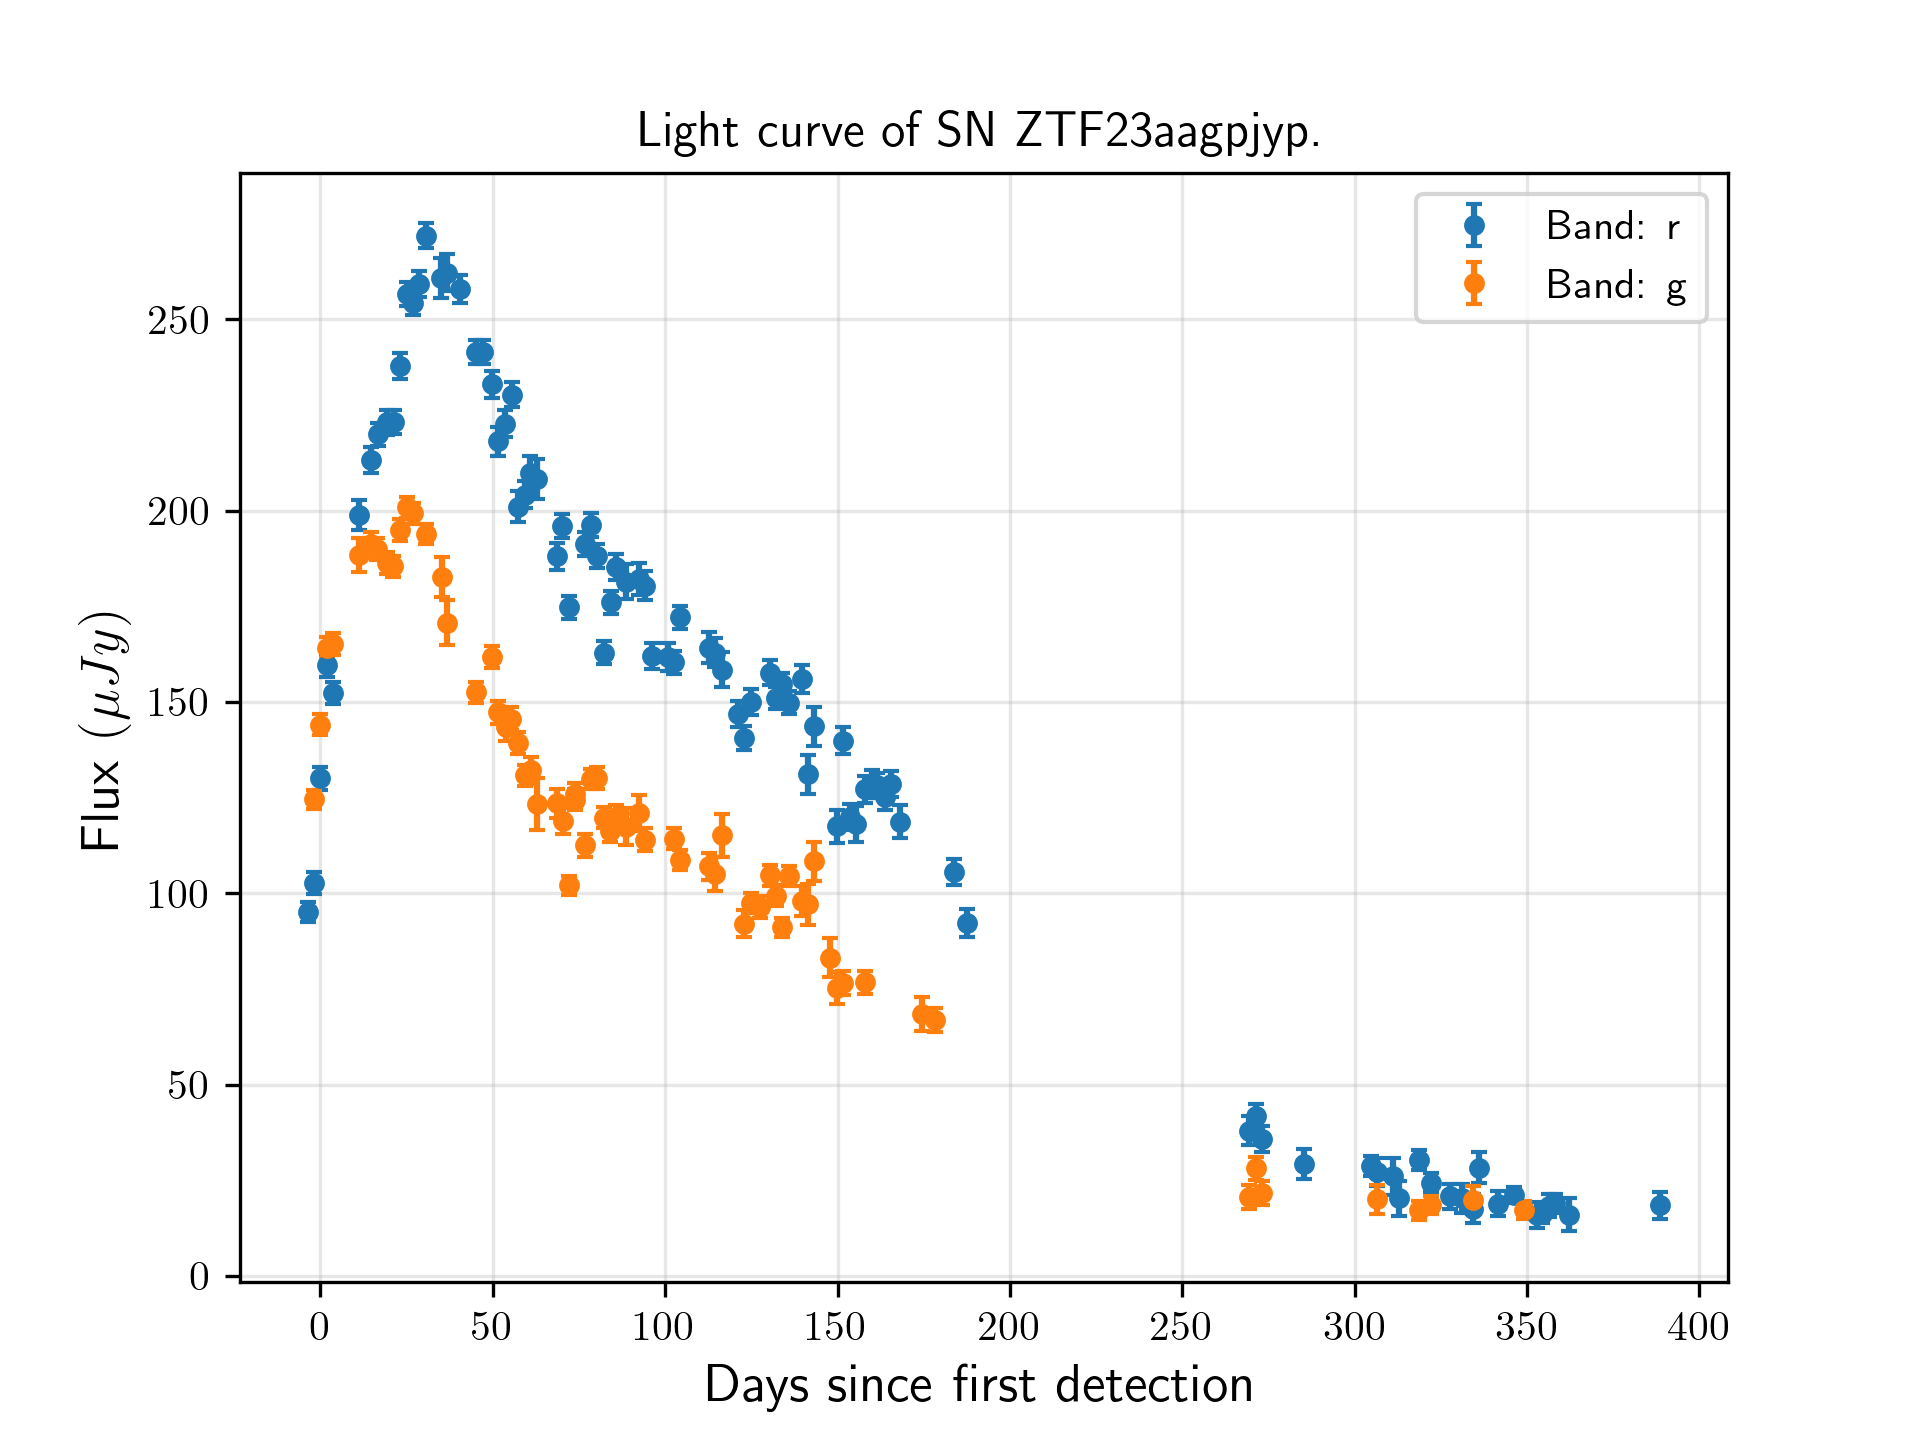 Light curve of SN ZTF23aagpjyp.
Band: r
Band: g
250
200
150
100
50
0
Flux (μJy)
0 50 100 150 200 250 300 350 400
Days since first detection